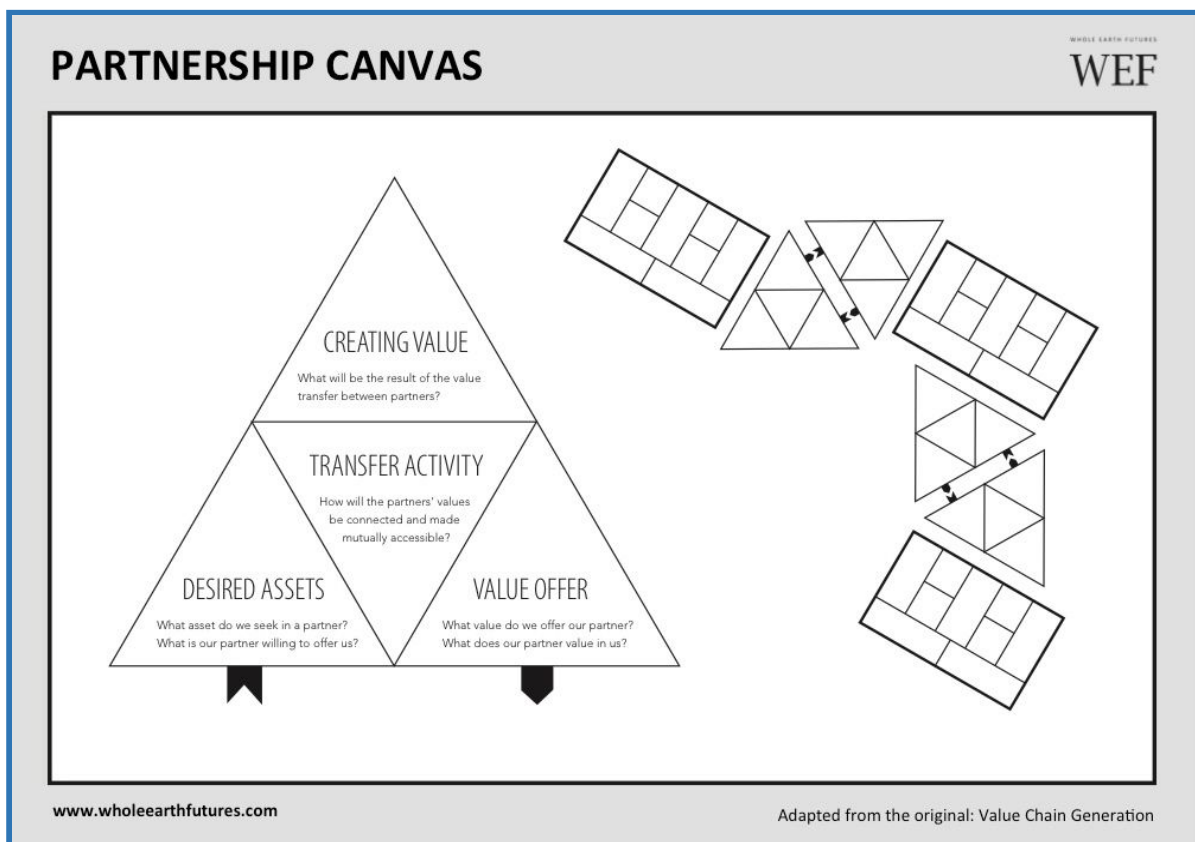 PARTNERSHIP CANVAS
WHOLE EARTH FUTURES
WEF
CREATING VALUE
What will be the result of the value
transfer between partners?
TRANSFER ACTIVITY
How will the partners' values
be connected and made
mutually accessible?
DESIRED ASSETS
What asset do we seek in a partner?
What is our partner willing to offer us?
VALUE OFFER
What value do we offer our partner?
What does our partner value in us?
www.wholeearthfutures.com
Adapted from the original: Value Chain Generation